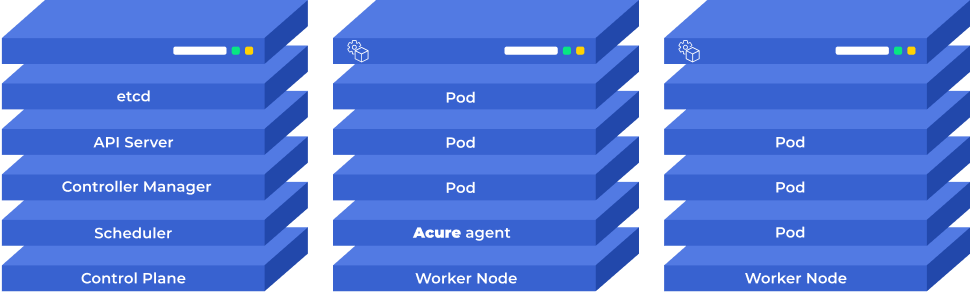 etcd
API Server
Controller Manager
Scheduler
Control Plane
Pod
Pod
Pod
Acure agent
Worker Node
Pod
Pod
Pod
Worker Node